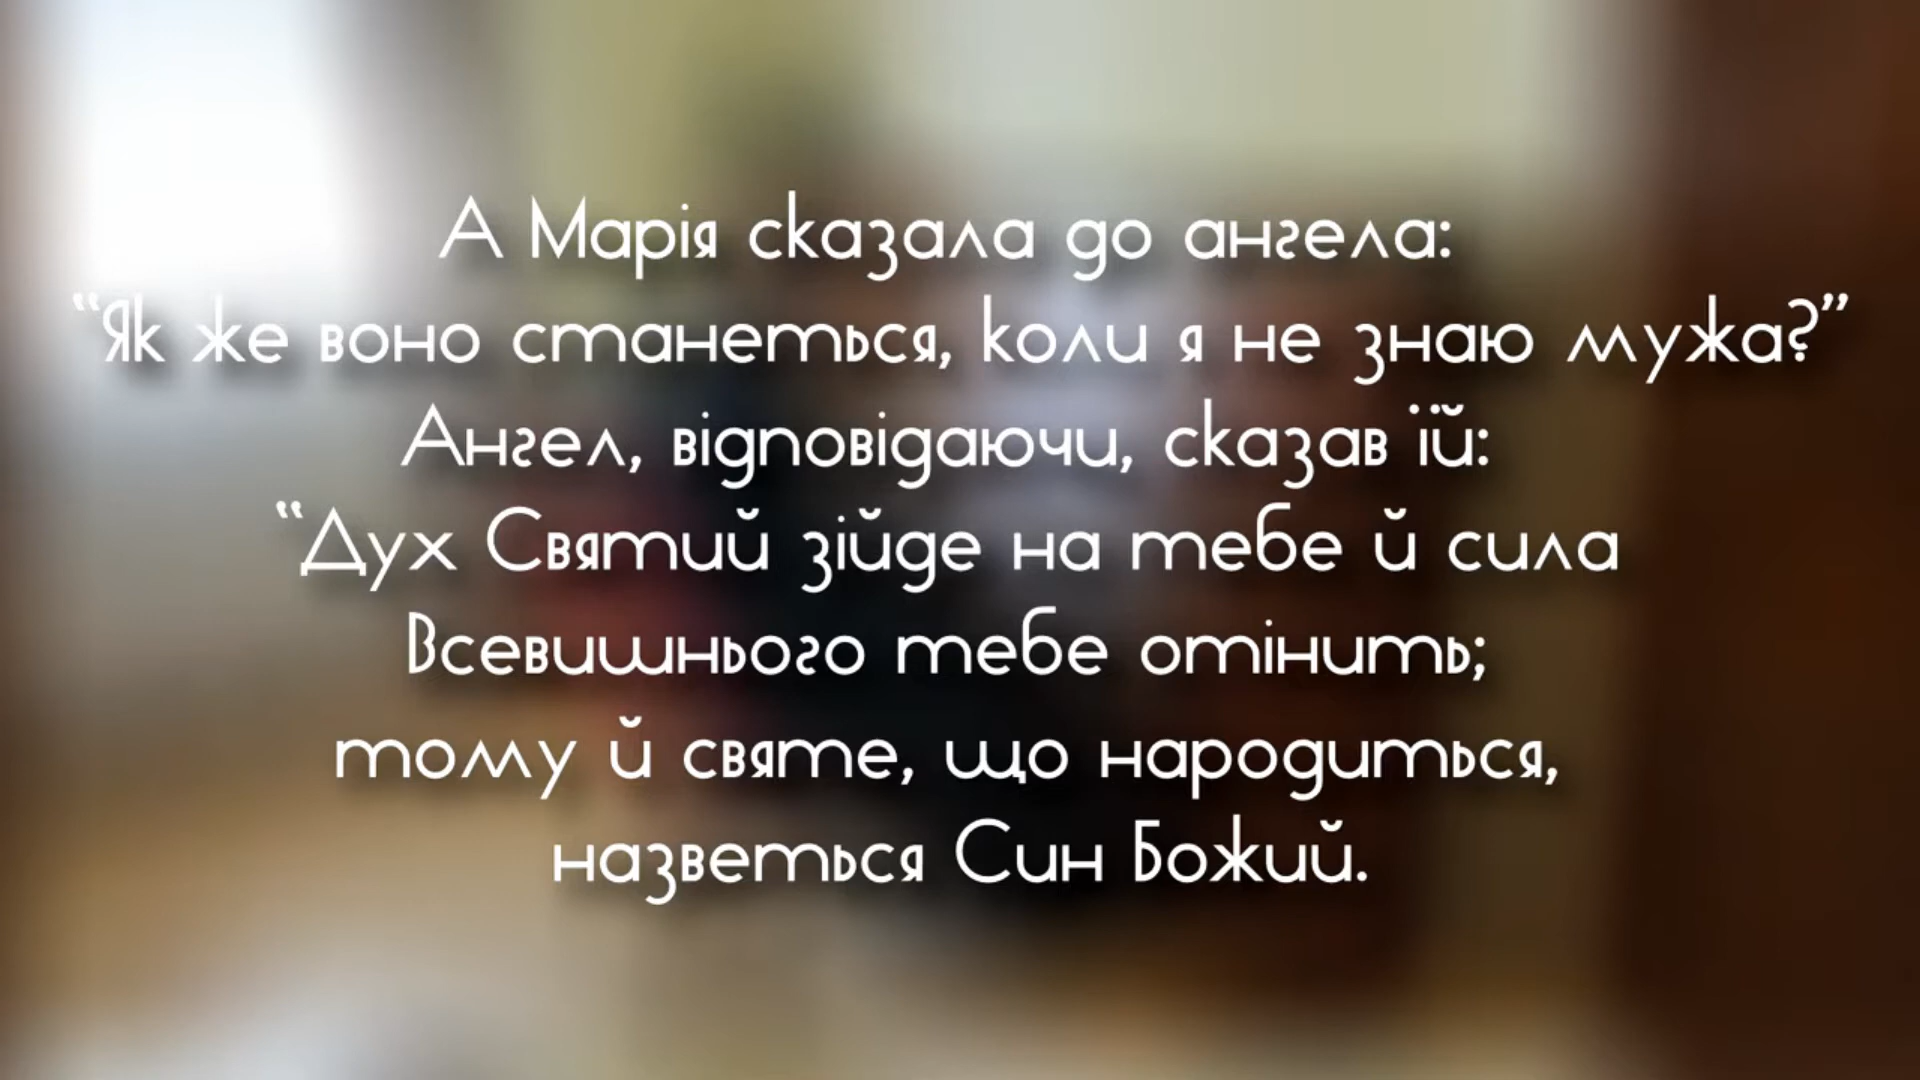 А Марія сказала до ангела:
“Як же воно станеться, коли я не знаю мужа?”
Ангел, відповідаючи, сказав їй:
“Дух Святий зійде на тебе й сила
Всевишнього тебе отінить;
тому й святе, що народиться,
назветься Син Божий.